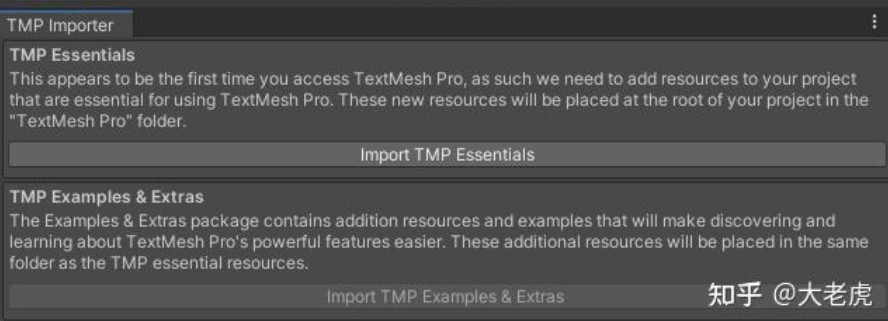 TMP Importer
TMP Essentials
This appears to be the first time you access TextMesh Pro, as such we need to add resources to your project
that are essential for using TextMesh Pro. These new resources will be placed at the root of your project in the
"TextMesh Pro" folder.
Import TMP Essentials
TMP Examples & Extras
The Examples & Extras package contains addition resources and examples that will make discovering and
learning about TextMesh Pro's powerful features easier. These additional resources will be placed in the same
folder as the TMP essential resources.
Import TMP Examples & Extras
知乎 @大老虎